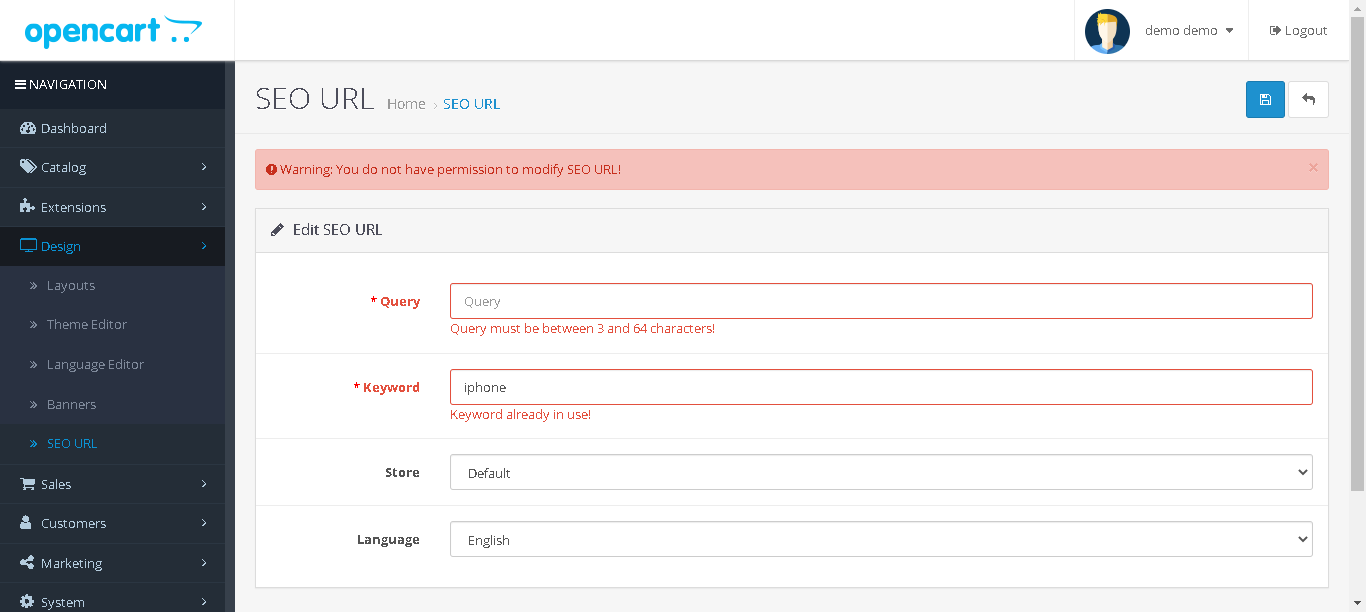 opencart
demo demo
Logout
NAVIGATION
Dashboard
Catalog
Extensions
Design
Layouts
Theme Editor
Language Editor
Banners
SEO URL
Sales
Customers
Marketing
System
SEO URL
Home › SEO URL
Warning: You do not have permission to modify SEO URL!
×
Edit SEO URL
* Query
Query
Query must be between 3 and 64 characters!
* Keyword
iphone
Keyword already in use!
Store
Default
Language
English